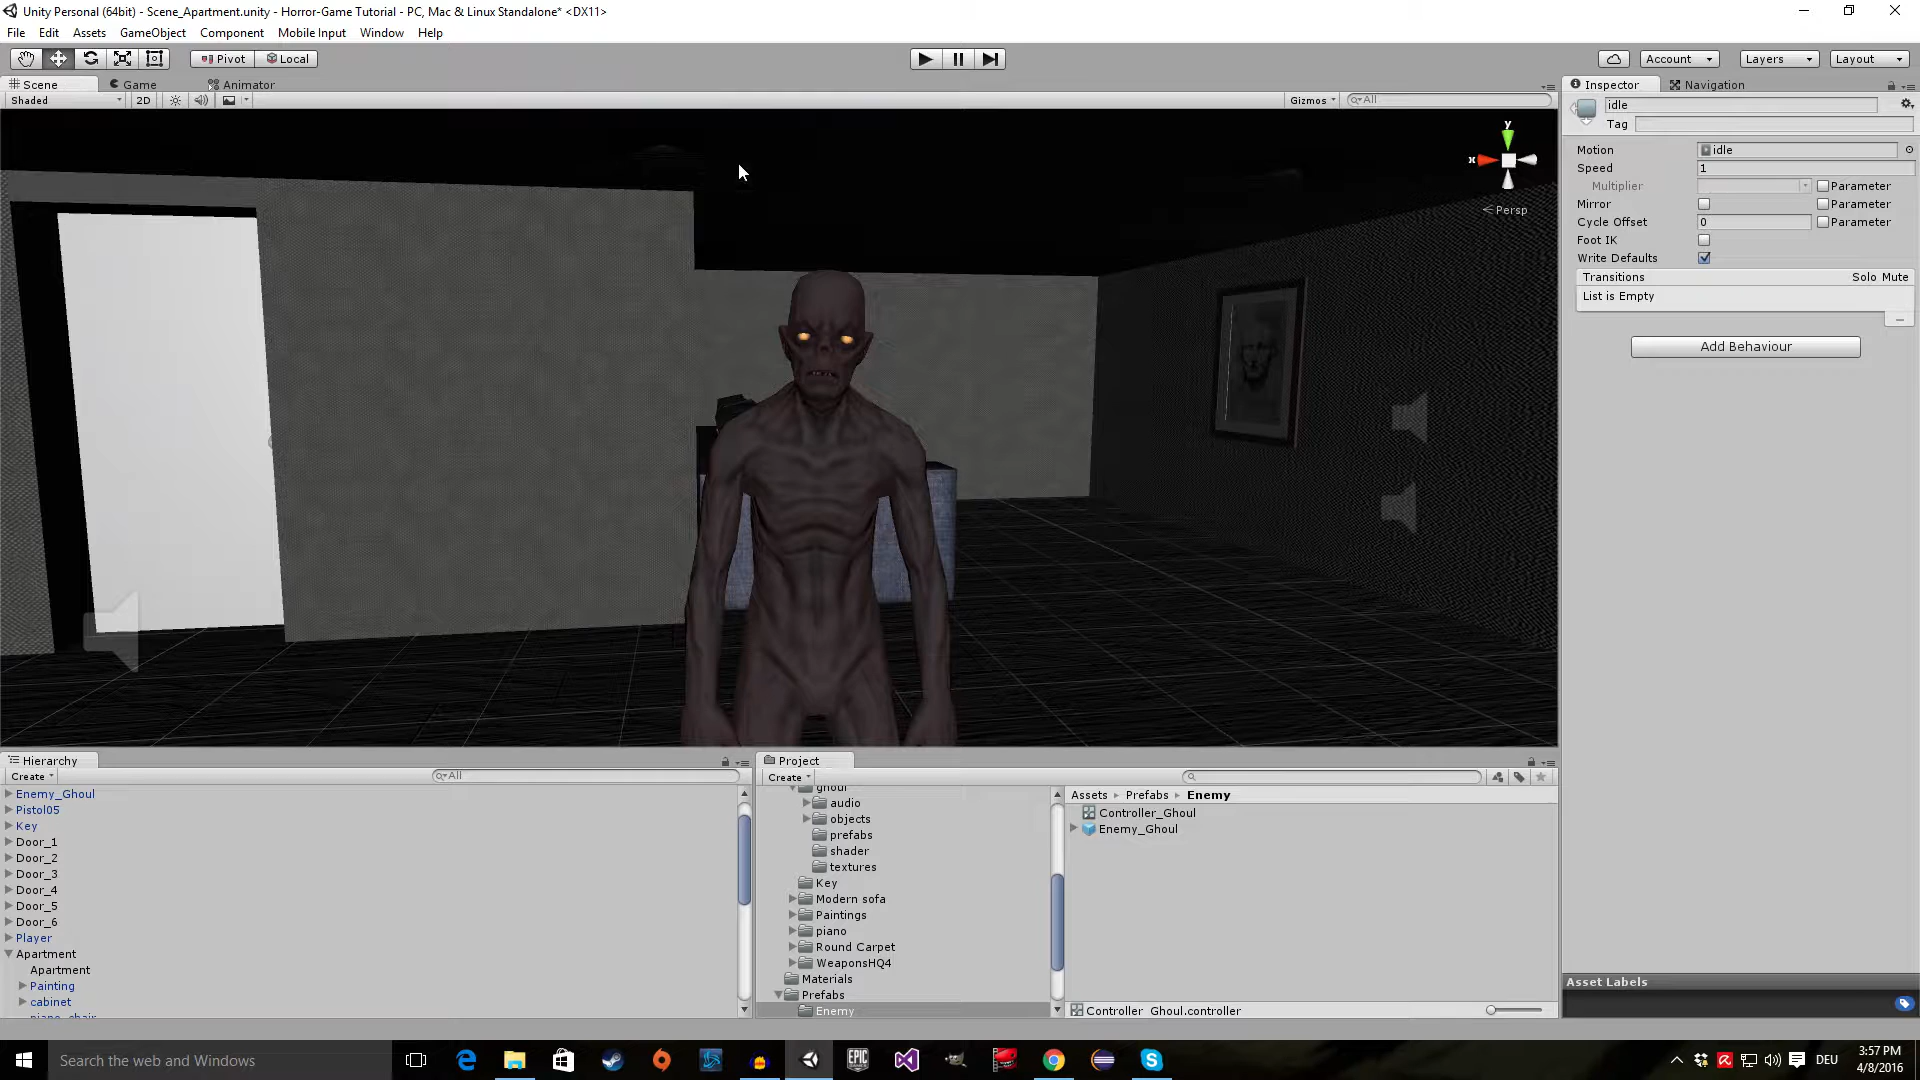 Unity Personal (64bit) - Scene_Apartment.unity - Horror-Game Tutorial - PC, Mac & Linux Standalone* <DX11>
File Edit Assets GameObject Component Mobile Input Window Help
Pivot Local Account Layers Layout
Scene Game Animator Inspector Navigation
Shaded 2D Gizmos All
idle
Tag
Motion idle
Speed 1
Multiplier Parameter
Mirror Parameter
Cycle Offset 0 Parameter
Foot IK
Write Defaults
Transitions Solo Mute
List is Empty
Add Behaviour
y
x
Persp
Hierarchy
Create All
Enemy_Ghoul
Pistol05
Key
Door_1
Door_2
Door_3
Door_4
Door_5
Door_6
Player
Apartment
Apartment
Painting
cabinet
piano_chair
Project
Create
ghoul
audio
objects
prefabs
shader
textures
Key
Modern sofa
Paintings
piano
Round Carpet
WeaponsHQ4
Materials
Prefabs
Enemy
Assets Prefabs Enemy
Controller_Ghoul
Enemy_Ghoul
Controller_Ghoul.controller
Asset Labels
Search the web and Windows
EPIC
DEU
3:57 PM
4/8/2016